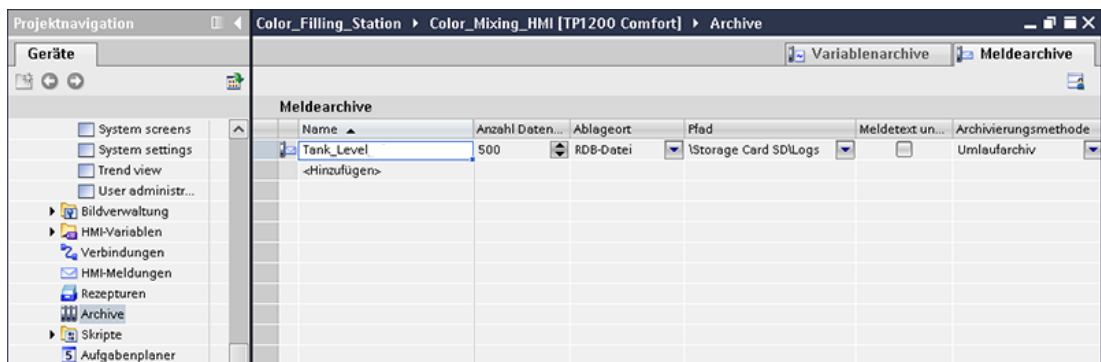 Projektnavigation
Color_Filling_Station ▸ Color_Mixing_HMI [TP1200 Comfort] ▸ Archive
Geräte
Variablenarchive
Meldearchive
Meldearchive
Name
Anzahl Daten...
Ablageort
Pfad
Meldetext un...
Archivierungsmethode
Tank_Level
500
RDB-Datei
\Storage Card SD\Logs
Umlaufarchiv
<Hinzufügen>
System screens
System settings
Trend view
User administr...
Bildverwaltung
HMI-Variablen
Verbindungen
HMI-Meldungen
Rezepturen
Archive
Skripte
Aufgabenplaner